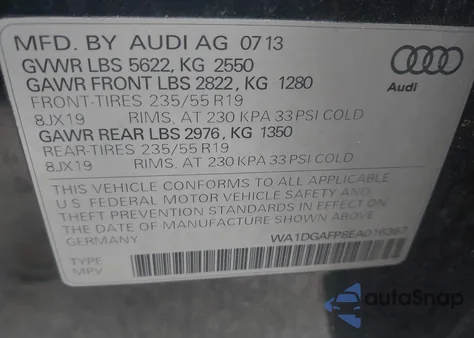 MFD. BY AUDI AG 07 13
GVWR LBS 5622, KG 2550
GAWR FRONT LBS 2822, KG 1280
FRONT-TIRES 235/55 R19
8JX19 RIMS, AT 230 KPA 33 PSI COLD
GAWR REAR LBS 2976, KG 1350
REAR-TIRES 235/55 R19
8JX19 RIMS, AT 230 KPA 33 PSI COLD
THIS VEHICLE CONFORMS TO ALL APPLICABLE
U.S FEDERAL MOTOR VEHICLE SAFETY AND
THEFT PREVENTION STANDARDS IN EFFECT ON
THE DATE OF MANUFACTURE SHOWN ABOVE.
GERMANY WA1DGAFP8EA016367
TYPE
MPV
Audi
autoSnap